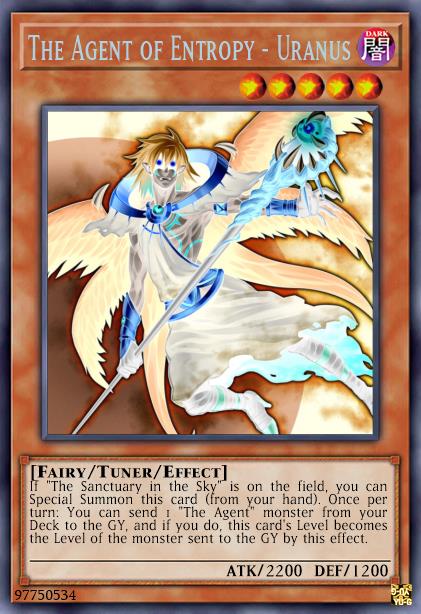 THE AGENT OF ENTROPY - URANUS
DARK
闇
[FAIRY/TUNER/EFFECT]
If "The Sanctuary in the Sky" is on the field, you can
Special Summon this card (from your hand). Once per
turn: You can send 1 "The Agent" monster from your
Deck to the GY, and if you do, this card's Level becomes
the Level of the monster sent to the GY by this effect.
ATK/2200 DEF/1200
97750534